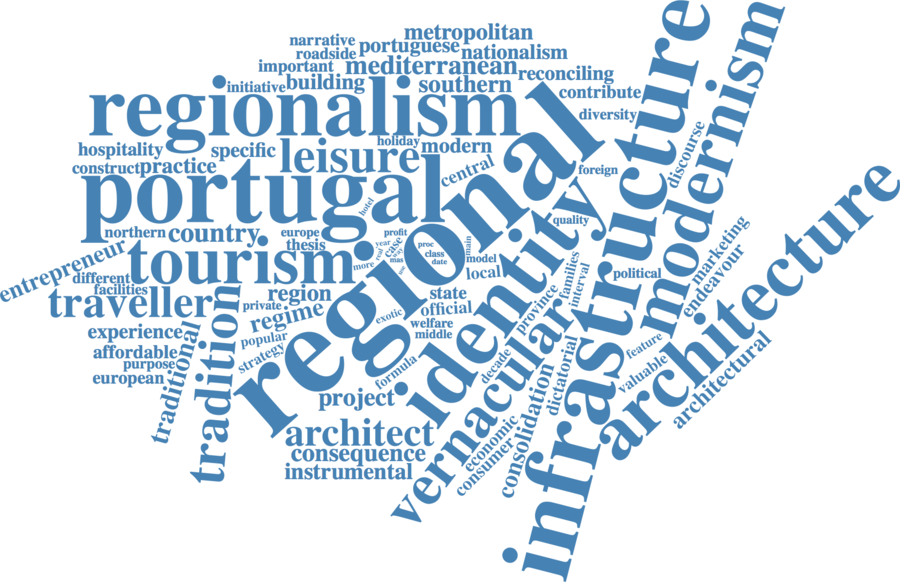 metropolitan
narrative
portuguese
roadside
nationalism
important
mediterranean
reconciling
initiative
building
southern
contribute
regionalism
diversity
infrastructure
modernism
hospitality
specific
leisure
holiday
modern
discourse
construct
practice
central
foreign
portugal
regional
architecture
hotel
northern
country
europe
profit
quality
thesis
year
case
proc
main
identity
marketing
entrepreneur
tourism
real
way
mas
class
model
families
endeavour
different
more
date
local
political
facilities
use
interval
traveller
region
state
province
private
regime
exotic
official
vernacular
experience
popular
welfare
middle
affordable
strategy
feature
traditional
tradition
purpose
formula
decade
dictatorial
valuable
european
project
architectural
architect
economic
consolidation
consequence
consumer
instrumental